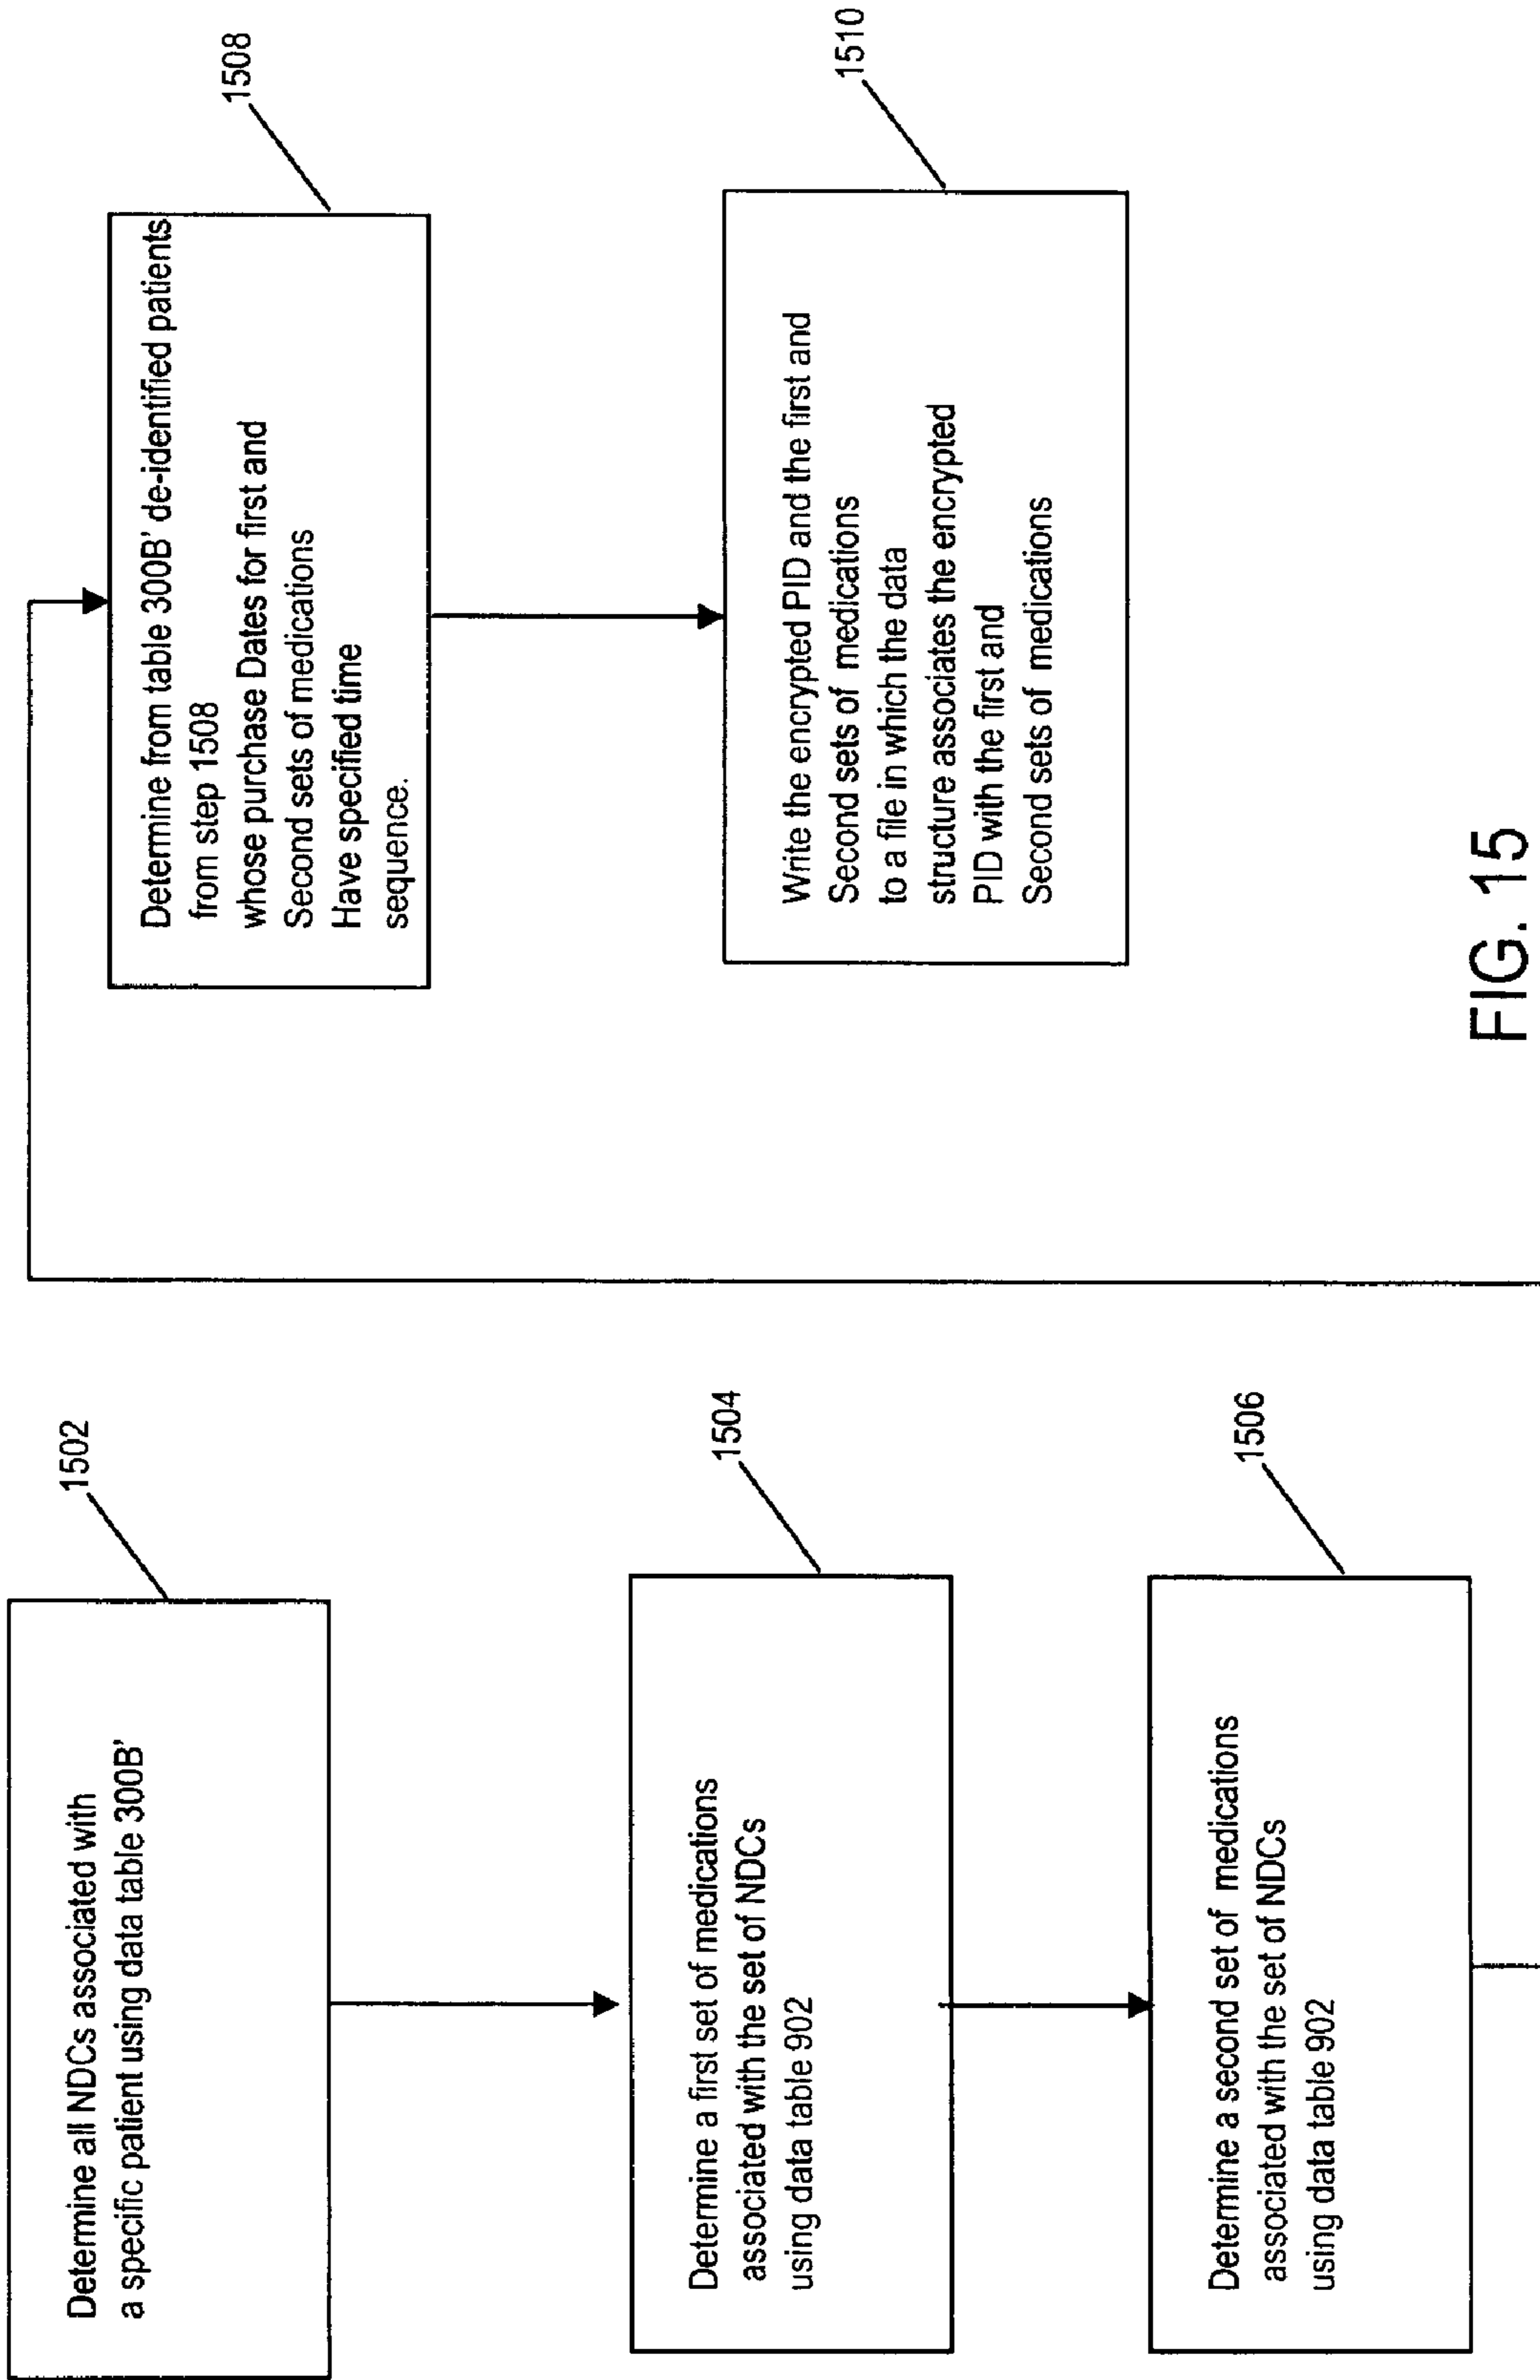 1502
Determine all NDCs associated with
a specific patient using data table 300B'
1504
Determine a first set of medications
associated with the set of NDCs
using data table 902
1506
Determine a second set of medications
associated with the set of NDCs
using data table 902
1508
Determine from table 300B' de-identified patients
from step 1508
whose purchase Dates for first and
Second sets of medications
Have specified time
sequence.
1510
Write the encrypted PID and the first and
Second sets of medications
to a file in which the data
structure associates the encrypted
PID with the first and
Second sets of medications
FIG. 15